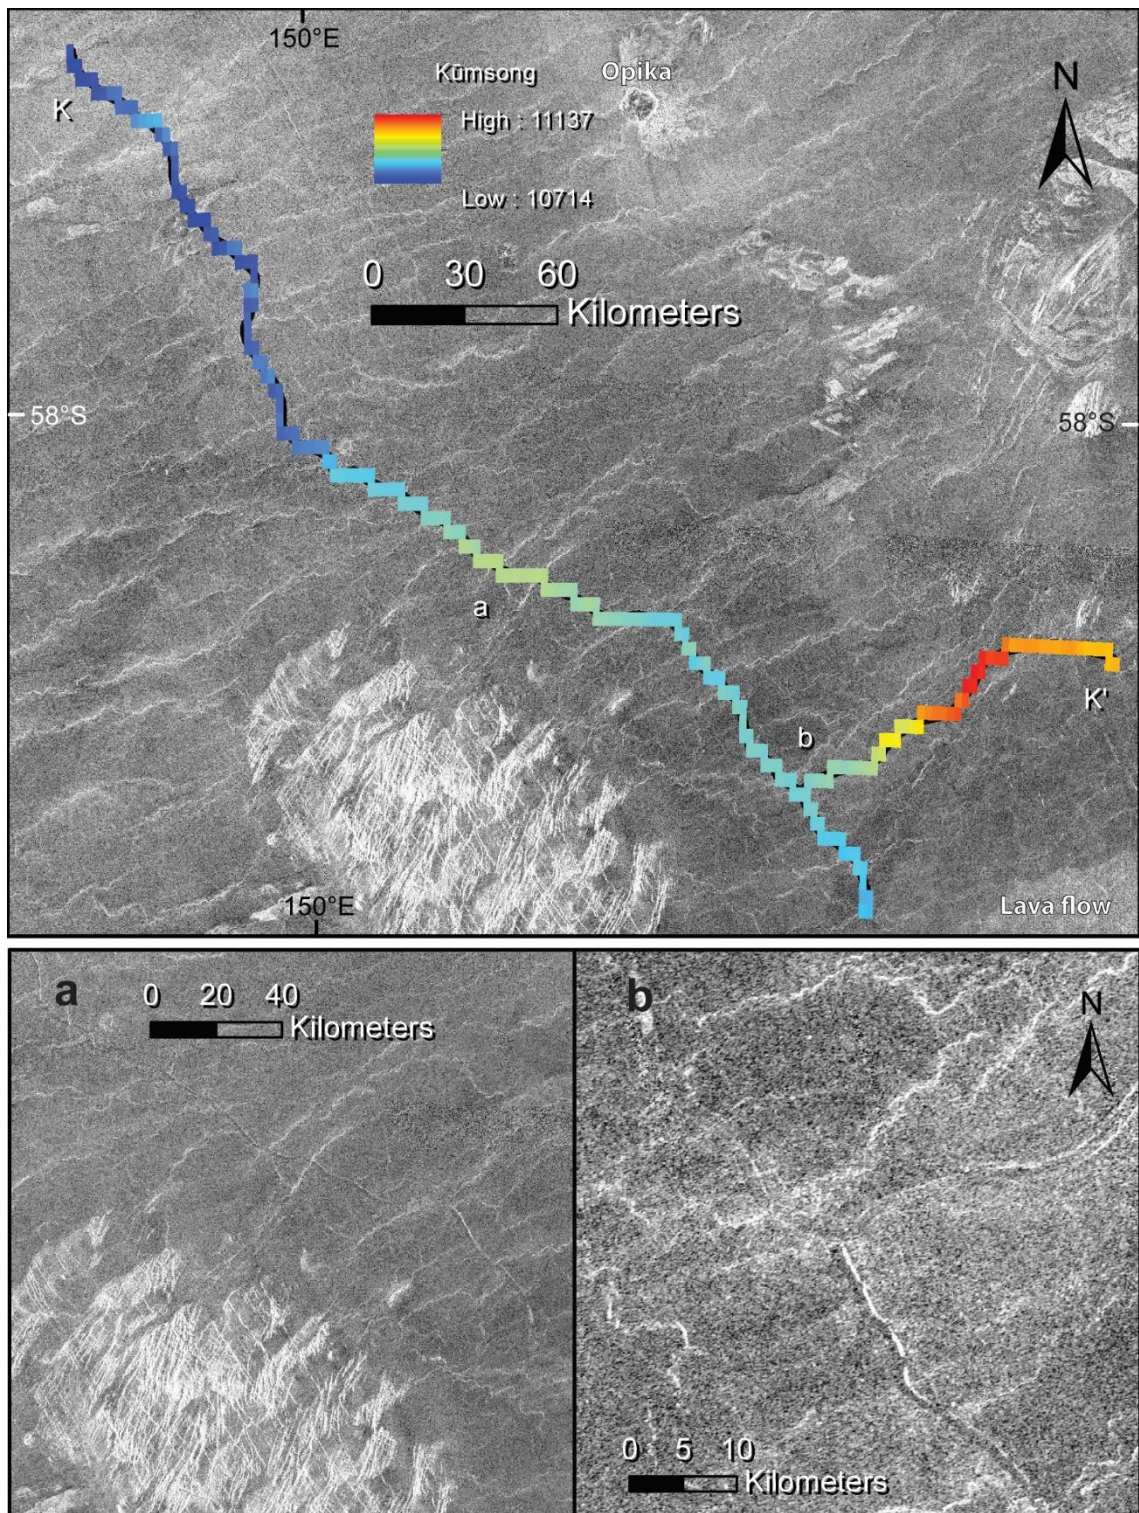 150°E
Kūmsong
Opika
N
K
High : 11137
Low : 10714
0 30 60
Kilometers
58°S
58°S
a
K'
b
150°E
Lava flow
a
0 20 40
Kilometers
b
N
0 5 10
Kilometers